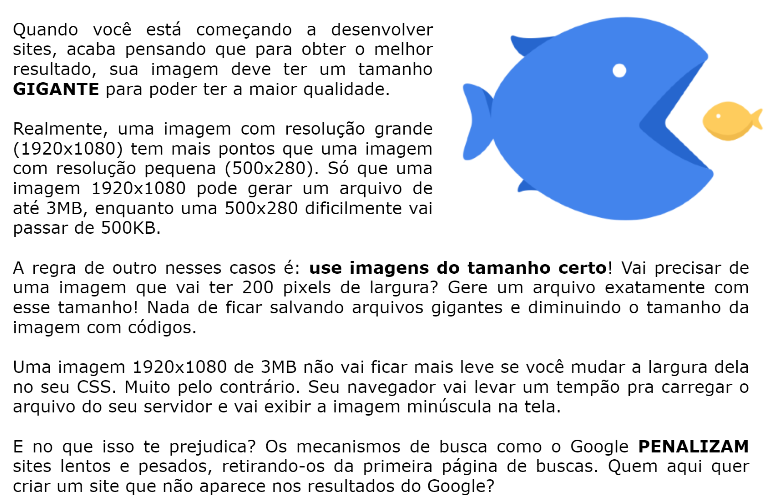 Quando você está começando a desenvolver
sites, acaba pensando que para obter o melhor
resultado, sua imagem deve ter um tamanho
GIGANTE para poder ter a maior qualidade.
Realmente, uma imagem com resolução grande
(1920x1080) tem mais pontos que uma imagem
com resolução pequena (500x280). Só que uma
imagem 1920x1080 pode gerar um arquivo de
até 3MB, enquanto uma 500x280 dificilmente vai
passar de 500KB.
A regra de outro nesses casos é: use imagens do tamanho certo! Vai precisar de
uma imagem que vai ter 200 pixels de largura? Gere um arquivo exatamente com
esse tamanho! Nada de ficar salvando arquivos gigantes e diminuindo o tamanho da
imagem com códigos.
Uma imagem 1920x1080 de 3MB não vai ficar mais leve se você mudar a largura dela
no seu CSS. Muito pelo contrário. Seu navegador vai levar um tempão pra carregar o
arquivo do seu servidor e vai exibir a imagem minúscula na tela.
E no que isso te prejudica? Os mecanismos de busca como o Google PENALIZAM
sites lentos e pesados, retirando-os da primeira página de buscas. Quem aqui quer
criar um site que não aparece nos resultados do Google?